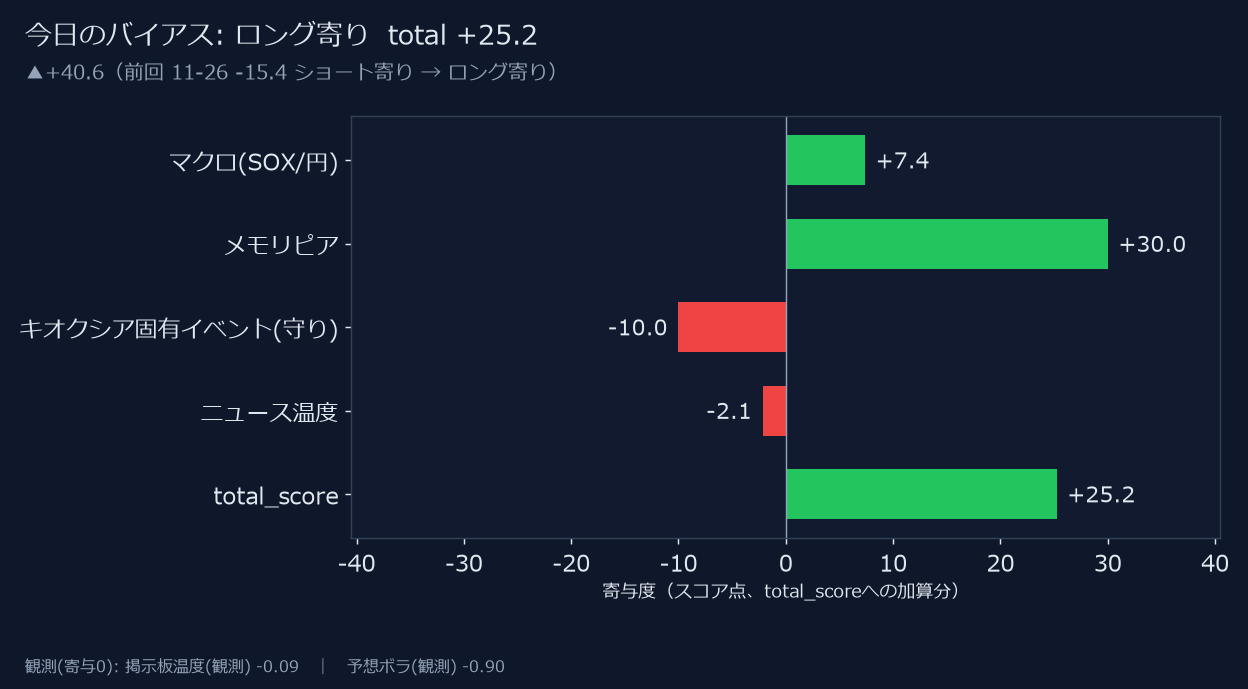 今日のバイアス: ロング寄り  total +25.2
▲+40.6（前回 11-26 -15.4 ショート寄り → ロング寄り）
マクロ(SOX/円)
+7.4
メモリピア
+30.0
キオクシア固有イベント(守り)
-10.0
ニュース温度
-2.1
total_score
+25.2
-40 -30 -20 -10 0 10 20 30 40
寄与度（スコア点、total_scoreへの加算分）
観測(寄与0): 掲示板温度(観測) -0.09 ｜ 予想ボラ(観測) -0.90